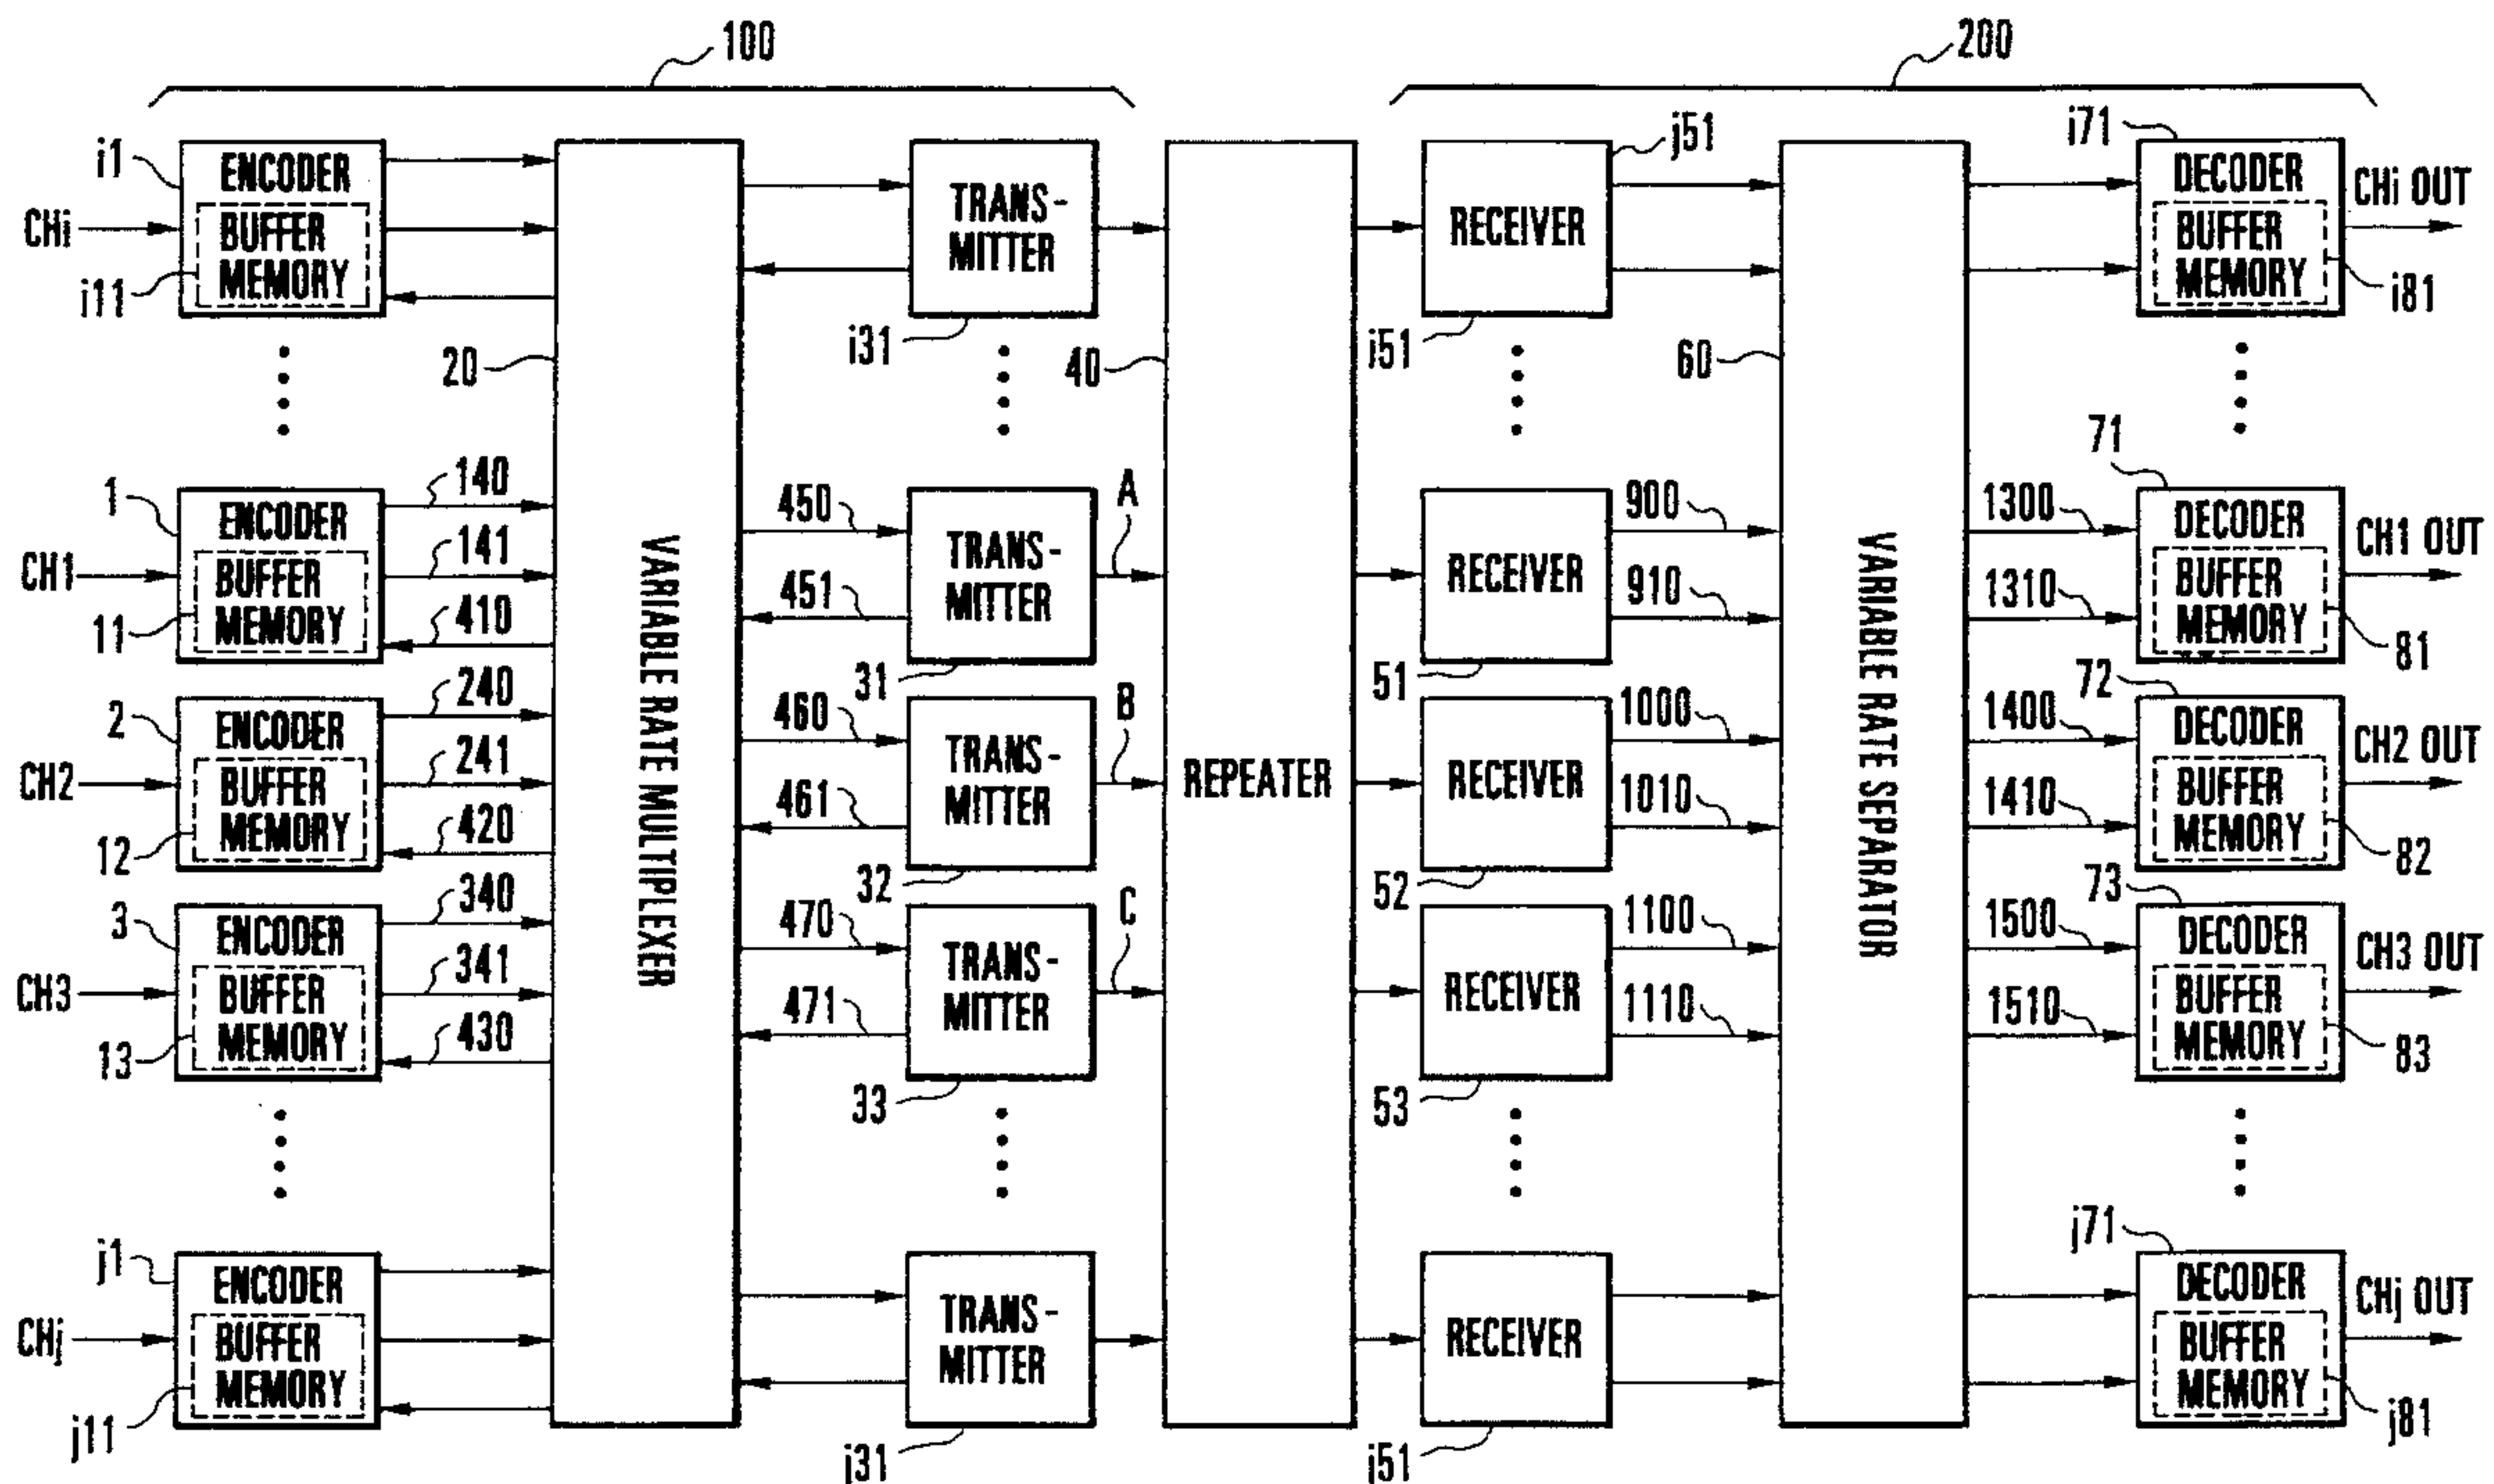 100
200
i1
ENCODER
BUFFER
MEMORY
CHi
i11
20
TRANS-
MITTER
i31
40
j51
RECEIVER
i51
60
i71
DECODER
BUFFER
MEMORY
CHi OUT
i81
1
ENCODER
BUFFER
MEMORY
CH1
11
140
141
410
450
451
TRANS-
MITTER
31
A
RECEIVER
51
900
910
1300
1310
71
DECODER
BUFFER
MEMORY
CH1 OUT
81
2
ENCODER
BUFFER
MEMORY
CH2
12
240
241
420
VARIABLE RATE MULTIPLEXER
460
461
TRANS-
MITTER
32
B
REPEATER
RECEIVER
52
1000
1010
VARIABLE RATE SEPARATOR
1400
1410
72
DECODER
BUFFER
MEMORY
CH2 OUT
82
3
ENCODER
BUFFER
MEMORY
CH3
13
340
341
430
470
471
TRANS-
MITTER
33
C
RECEIVER
53
1100
1110
1500
1510
73
DECODER
BUFFER
MEMORY
CH3 OUT
83
j1
ENCODER
BUFFER
MEMORY
CHj
j11
TRANS-
MITTER
j31
RECEIVER
j51
j71
DECODER
BUFFER
MEMORY
CHj OUT
j81